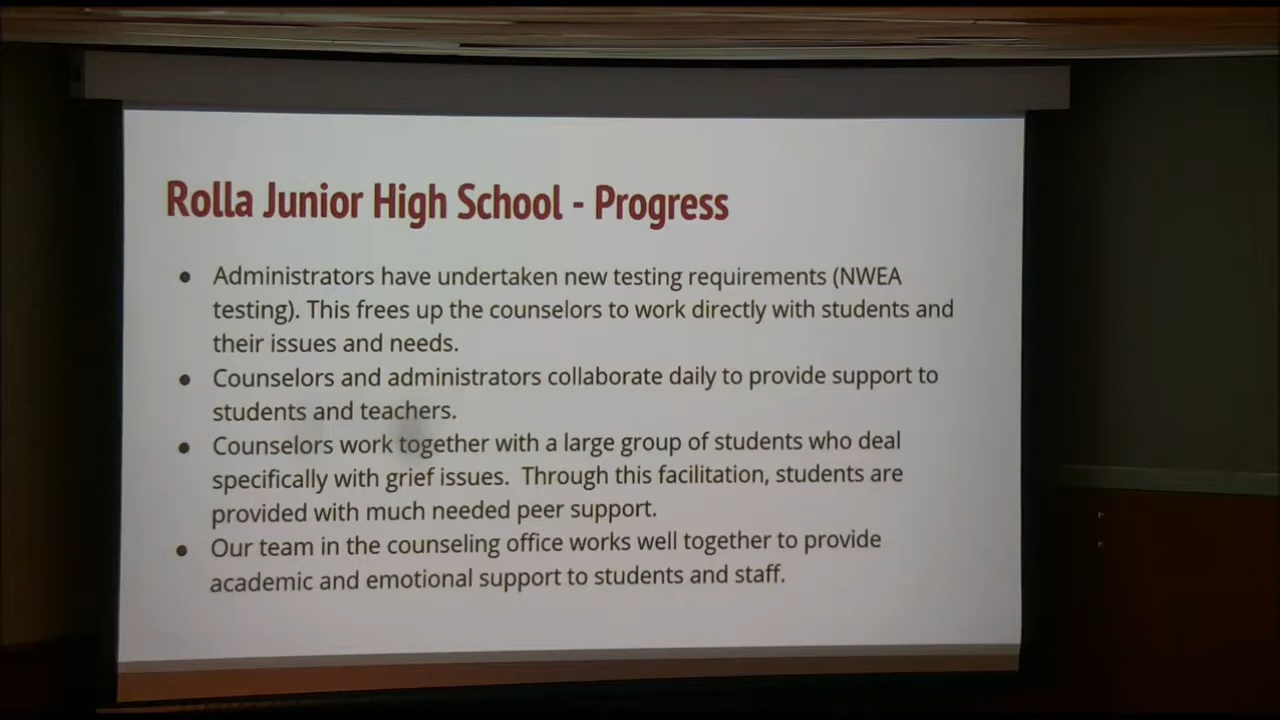 Rolla Junior High School - Progress
● Administrators have undertaken new testing requirements (NWEA
testing). This frees up the counselors to work directly with students and
their issues and needs.
● Counselors and administrators collaborate daily to provide support to
students and teachers.
● Counselors work together with a large group of students who deal
specifically with grief issues.  Through this facilitation, students are
provided with much needed peer support.
● Our team in the counseling office works well together to provide
academic and emotional support to students and staff.